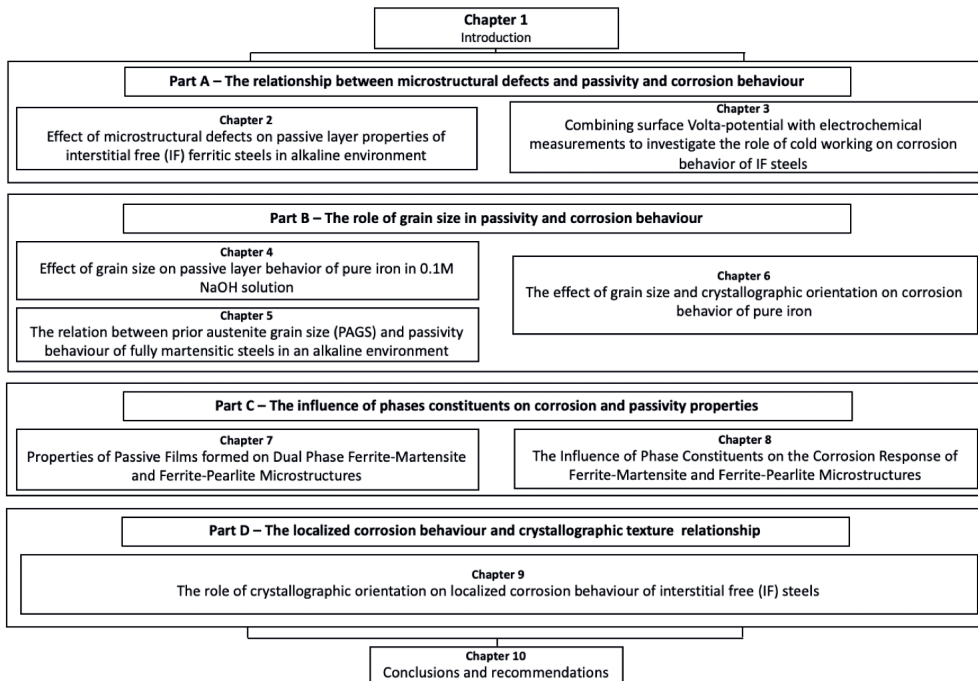 Chapter 1
Introduction
Part A – The relationship between microstructural defects and passivity and corrosion behaviour
Chapter 2
Effect of microstructural defects on passive layer properties of
interstitial free (IF) ferritic steels in alkaline environment
Chapter 3
Combining surface Volta-potential with electrochemical
measurements to investigate the role of cold working on corrosion
behavior of IF steels
Part B – The role of grain size in passivity and corrosion behaviour
Chapter 4
Effect of grain size on passive layer behavior of pure iron in 0.1M
NaOH solution
Chapter 5
The relation between prior austenite grain size (PAGS) and passivity
behaviour of fully martensitic steels in an alkaline environment
Chapter 6
The effect of grain size and crystallographic orientation on corrosion
behavior of pure iron
Part C – The influence of phases constituents on corrosion and passivity properties
Chapter 7
Properties of Passive Films formed on Dual Phase Ferrite-Martensite
and Ferrite-Pearlite Microstructures
Chapter 8
The Influence of Phase Constituents on the Corrosion Response of
Ferrite-Martensite and Ferrite-Pearlite Microstructures
Part D – The localized corrosion behaviour and crystallographic texture relationship
Chapter 9
The role of crystallographic orientation on localized corrosion behaviour of interstitial free (IF) steels
Chapter 10
Conclusions and recommendations